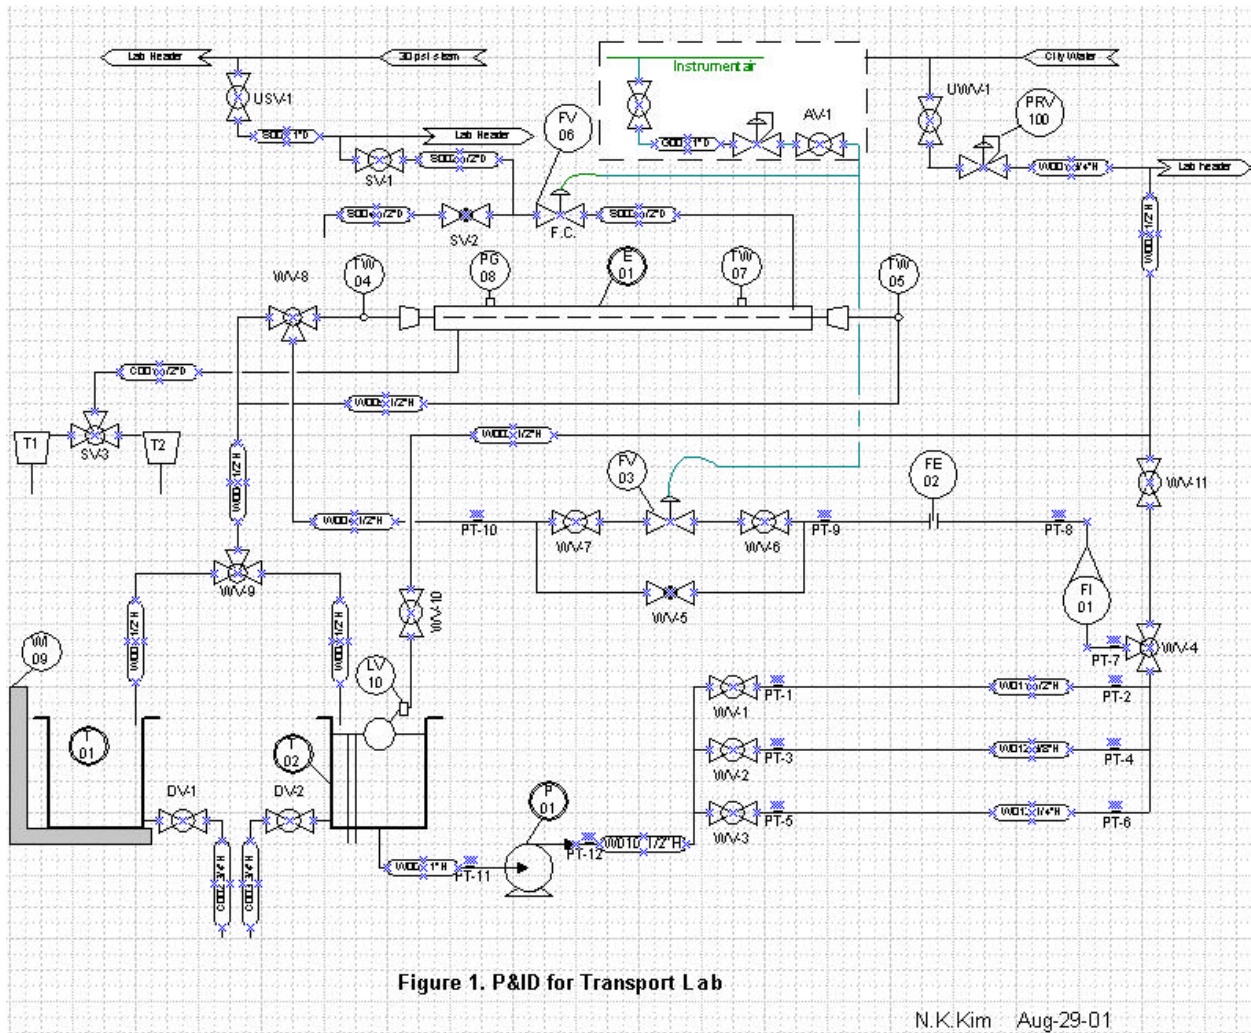 Lab Header
30 psi steam
Instrument air
City Water
USV-1
UWV-1
PRV
100
FV
06
AV-1
Lab Header
Lab header
SV-1
SV-2
F.C.
WV-8
TW
04
PG
08
E
01
TW
07
TW
05
T1
T2
SV-3
FV
03
FE
02
WV-11
PT-10
WV-7
WV-6
PT-9
PT-8
WV-9
WV-10
WV-5
FI
01
WI
09
LV
10
PT-7
WV-4
PT-1
PT-2
WV-1
T
01
T
02
PT-3
PT-4
WV-2
DV-1
DV-2
P
01
PT-5
PT-6
WV-3
PT-12
W010 1/2" H
PT-11
Figure 1. P&ID for Transport Lab
N.K.Kim Aug-29-01